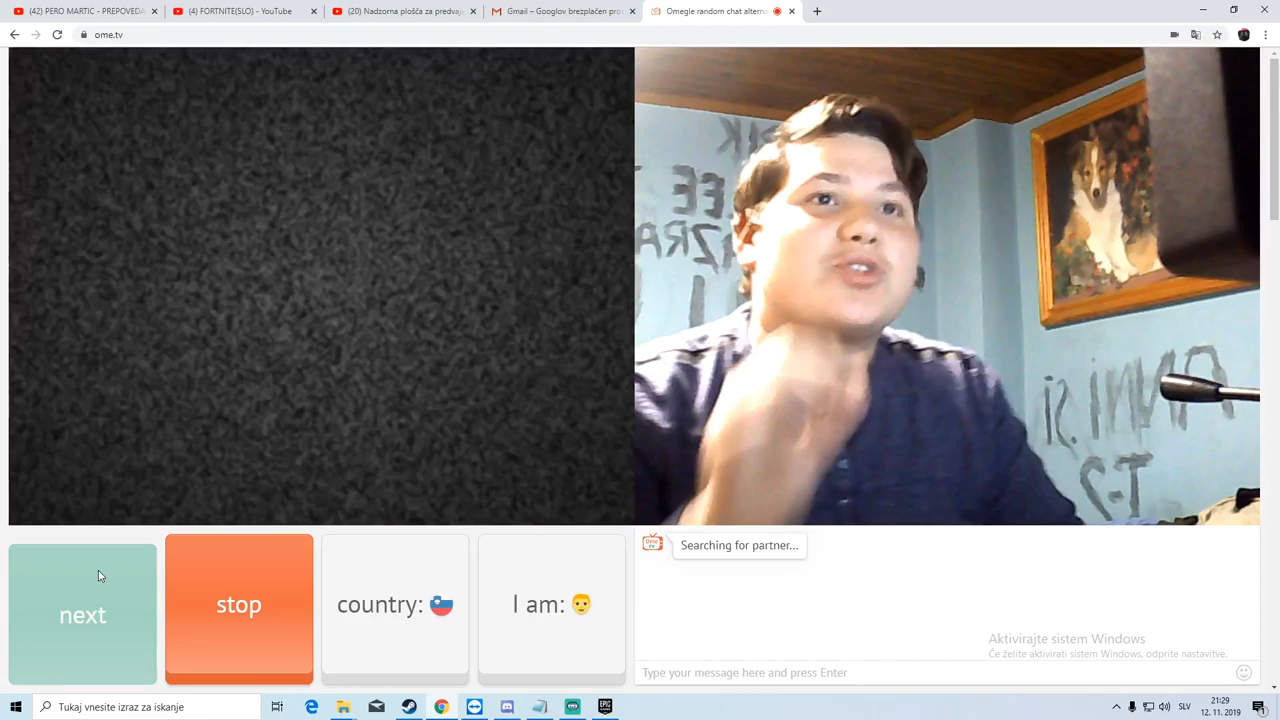 (42) PERO MARTIC - PREPOVEDA
(4) FORTNITE(SLO) - YouTube
(20) Nadzorna plošča za predvaj
Gmail – Googlov brezplačen pro
Omegle random chat alterna
ome.tv
Searching for partner...
next
stop
country:
I am:
Aktivirajte sistem Windows
Če želite aktivirati sistem Windows, odprite nastavitve.
Type your message here and press Enter
Tukaj vnesite izraz za iskanje
SLV
21:29
12. 11. 2019